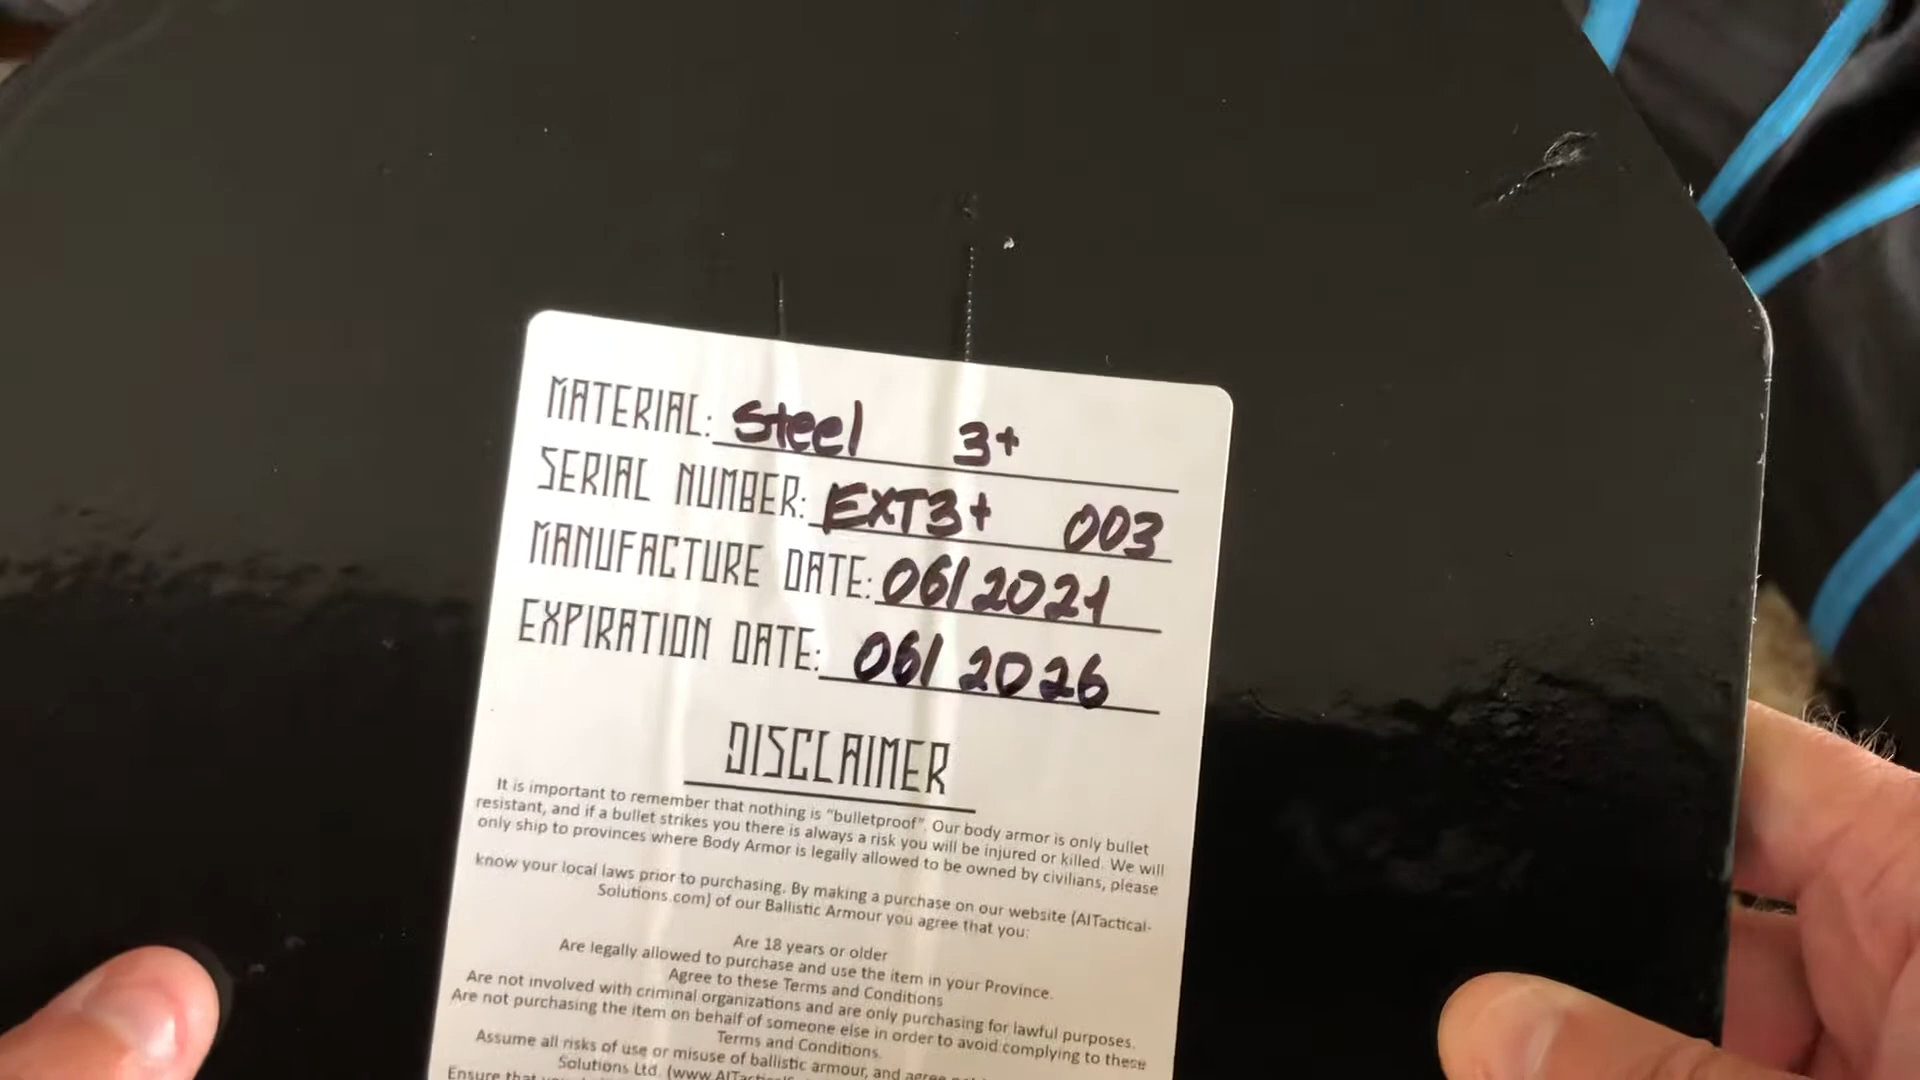 MATERIAL: Steel 3+
SERIAL NUMBER: EXT3+ 003
MANUFACTURE DATE: 06/2021
EXPIRATION DATE: 06/2026
DISCLAIMER
It is important to remember that nothing is "bulletproof". Our body armor is only bullet
resistant, and if a bullet strikes you there is always a risk you will be injured or killed. We will
only ship to provinces where Body Armor is legally allowed to be owned by civilians, please
know your local laws prior to purchasing. By making a purchase on our website (AITactical-
Solutions.com) of our Ballistic Armour you agree that you:
Are 18 years or older
Are legally allowed to purchase and use the item in your Province.
Agree to these Terms and Conditions
Are not involved with criminal organizations and are only purchasing for lawful purposes.
Are not purchasing the item on behalf of someone else in order to avoid complying to these
Terms and Conditions.
Assume all risks of use or misuse of ballistic armour, and agree
Solutions Ltd. (www.AITactical
Ensure that